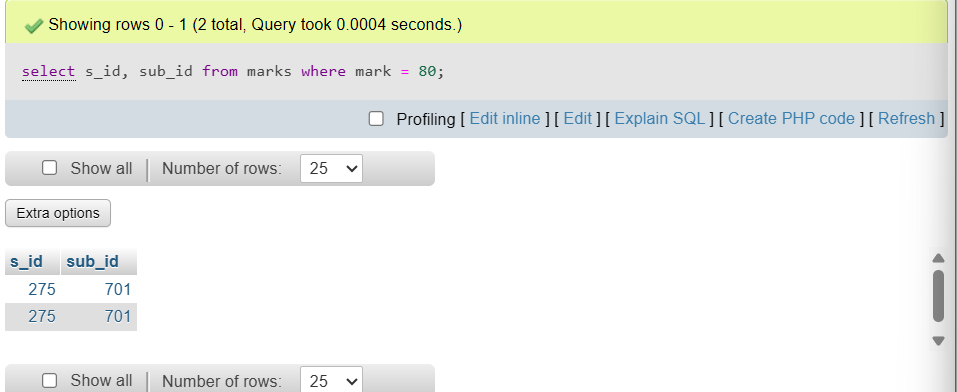 Showing rows 0 - 1 (2 total, Query took 0.0004 seconds.)
select s_id, sub_id from marks where mark = 80;
Profiling [ Edit inline ] [ Edit ] [ Explain SQL ] [ Create PHP code ] [ Refresh ]
Show all | Number of rows: 25
Extra options
s_id sub_id
275 701
275 701
Show all | Number of rows: 25